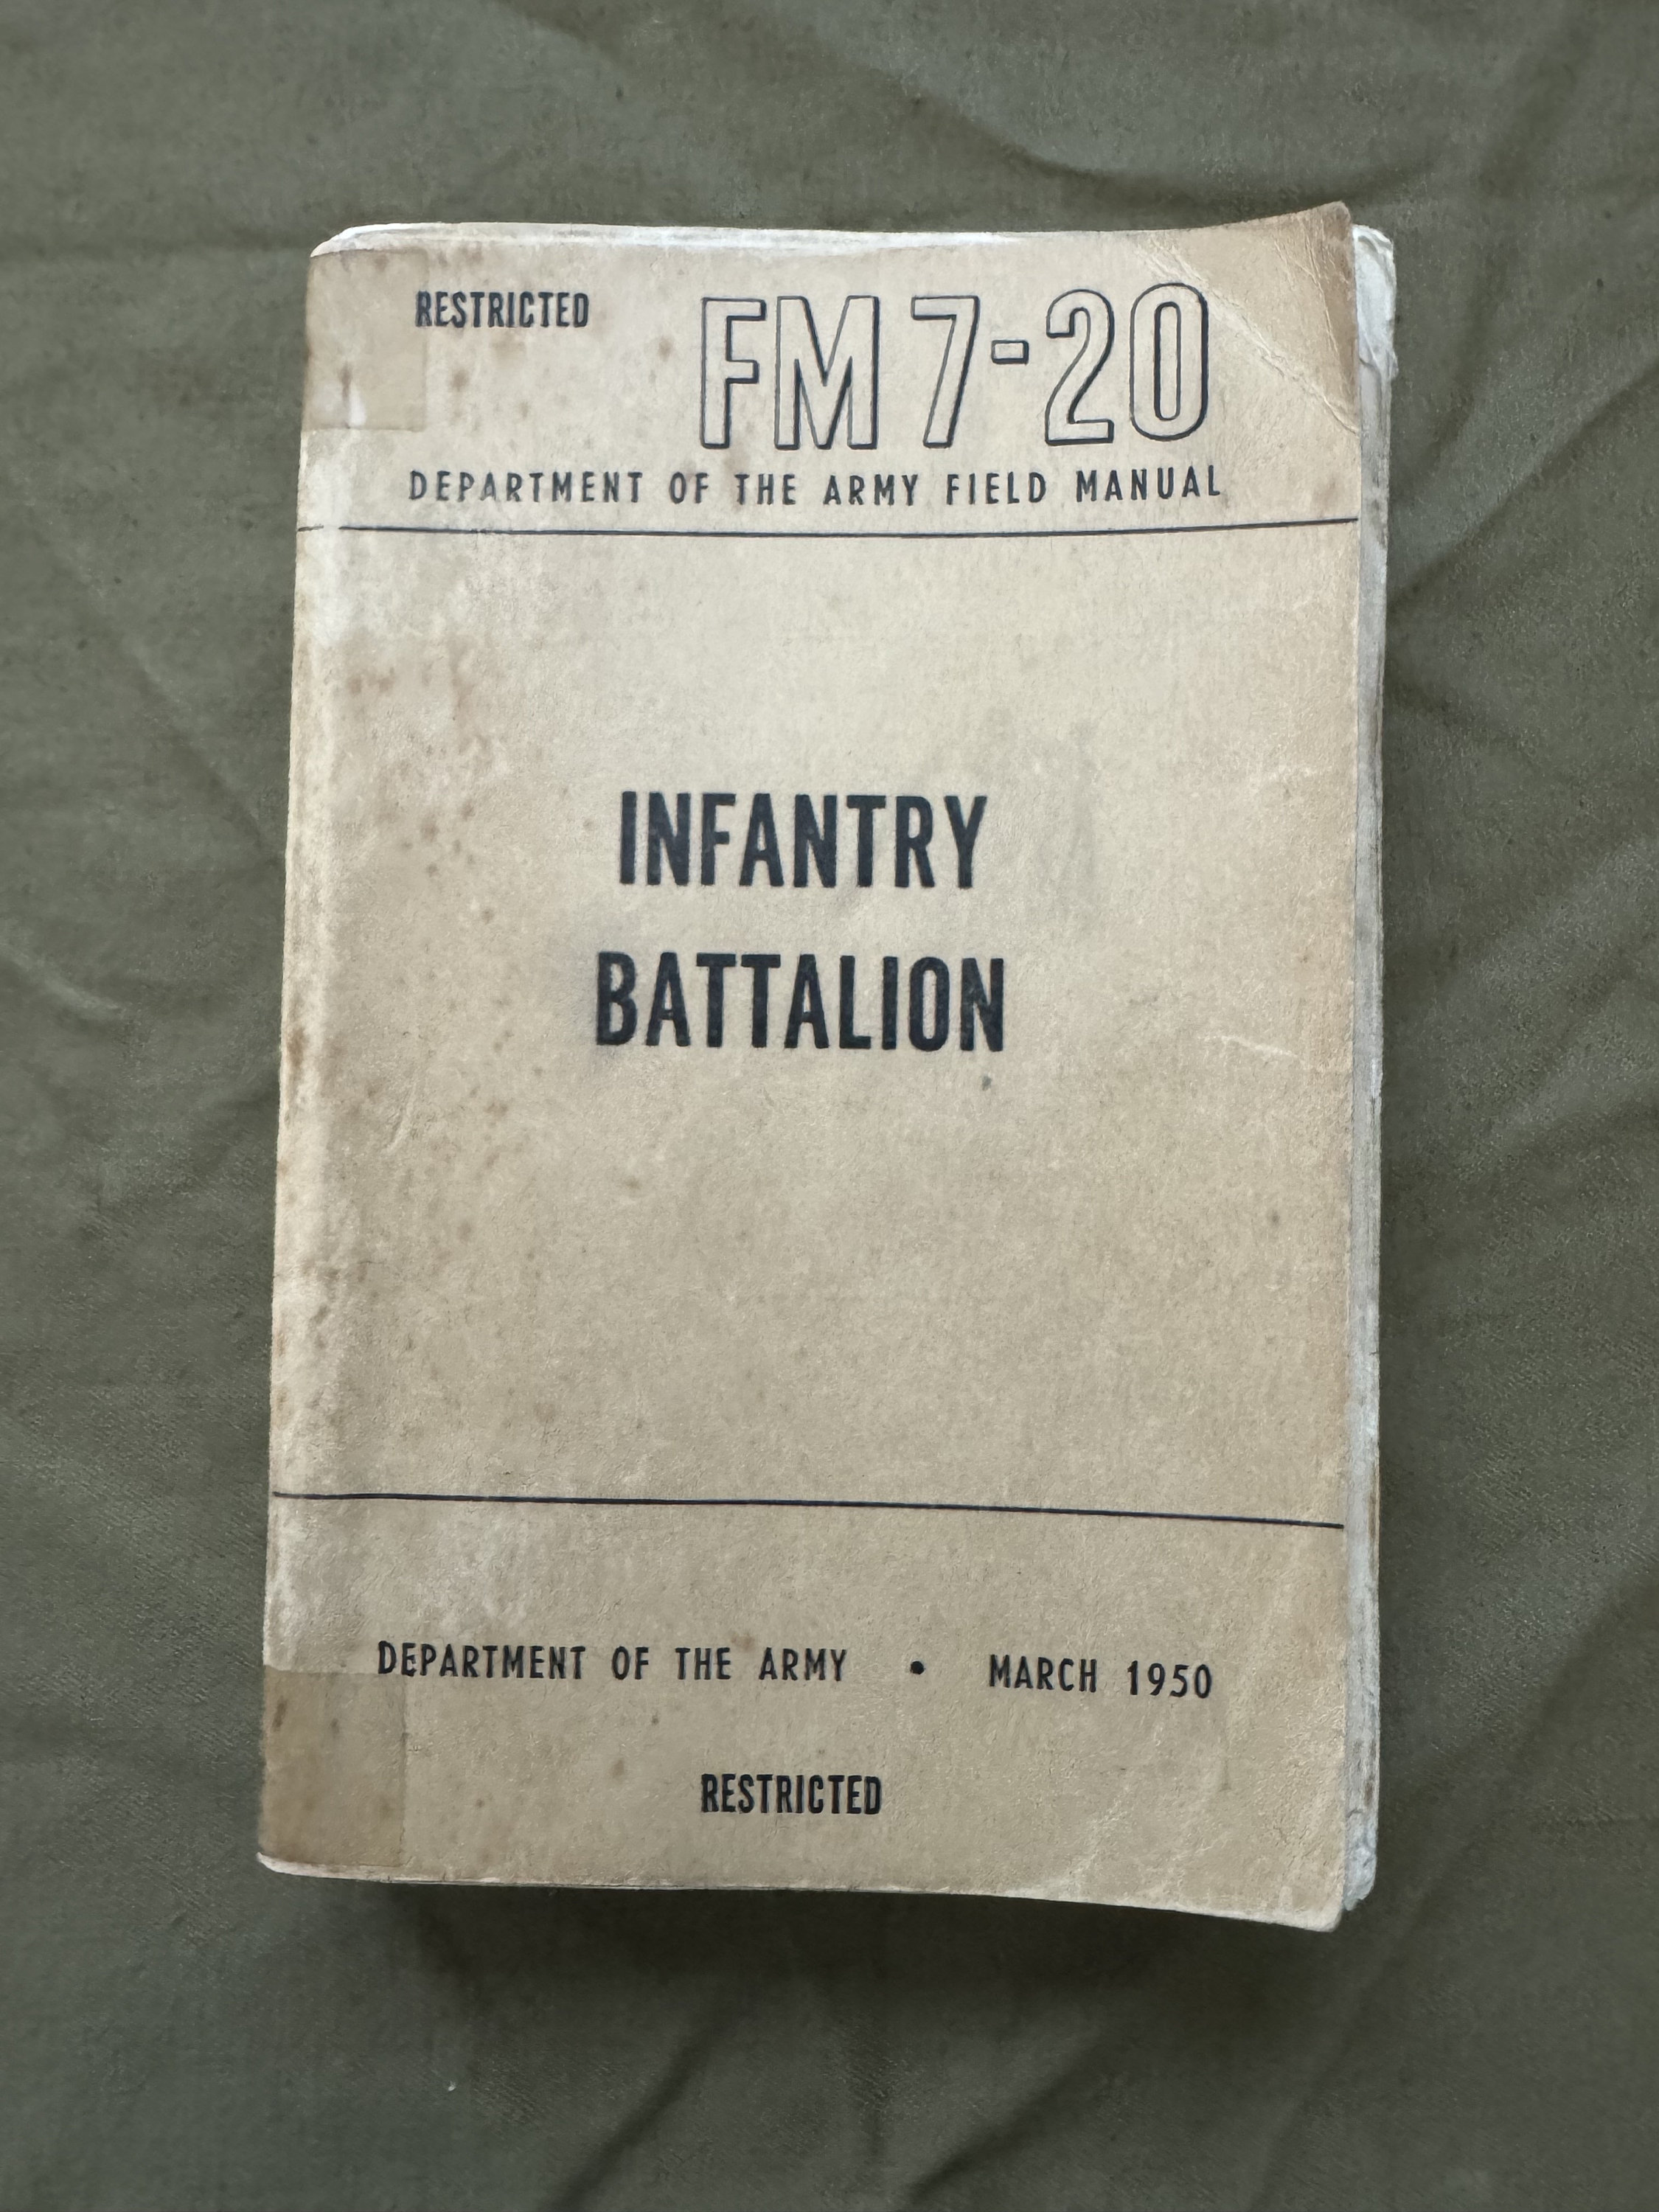 RESTRICTED
FM 7-20
DEPARTMENT OF THE ARMY FIELD MANUAL
INFANTRY
BATTALION
DEPARTMENT OF THE ARMY • MARCH 1950
RESTRICTED